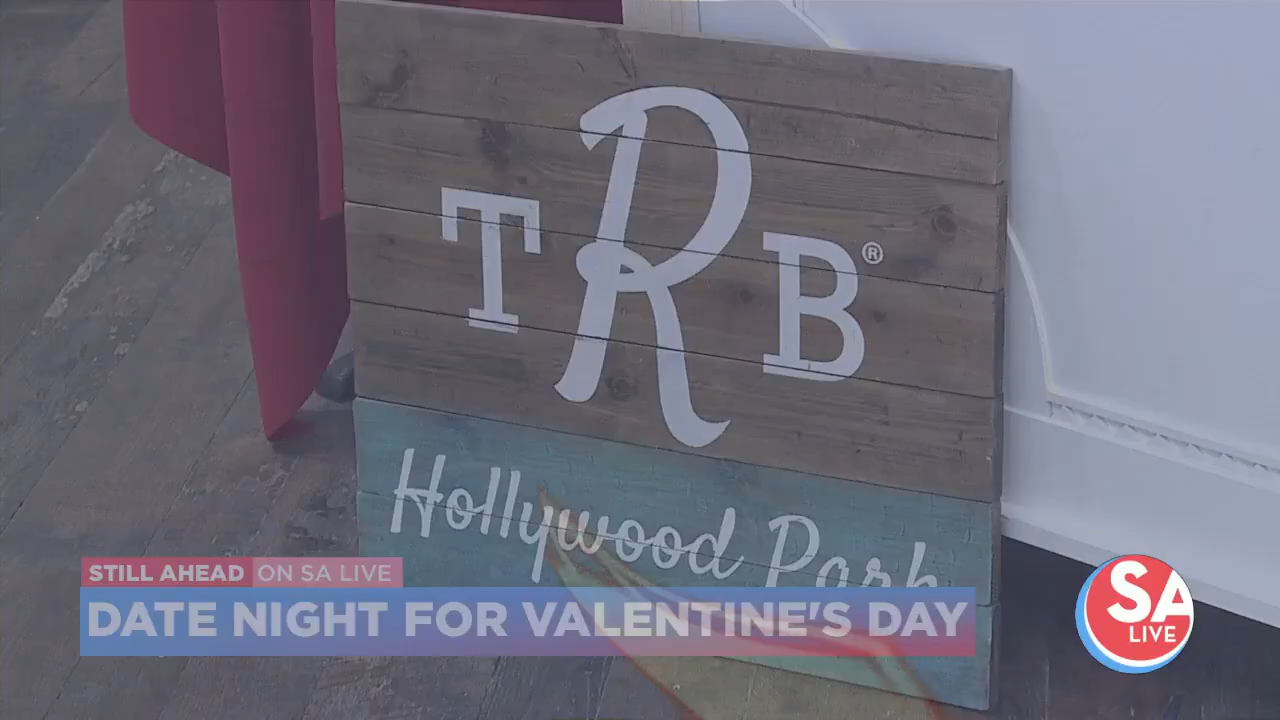 TRB®
Hollywood Park
STILL AHEAD ON SA LIVE
DATE NIGHT FOR VALENTINE'S DAY
SA
LIVE